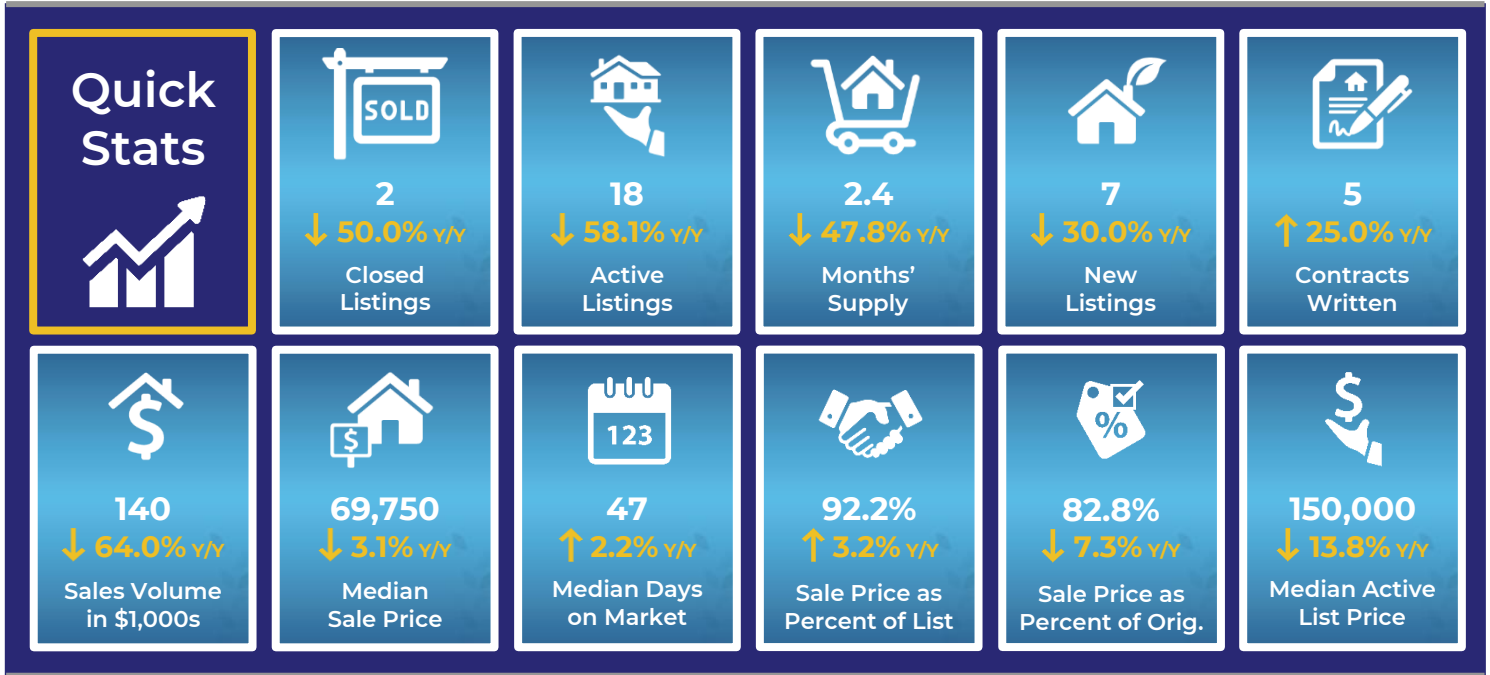 Quick
Stats
SOLD
2
↓ 50.0% Y/Y
Closed
Listings
18
↓ 58.1% Y/Y
Active
Listings
2.4
↓ 47.8% Y/Y
Months’
Supply
7
↓ 30.0% Y/Y
New
Listings
5
↑ 25.0% Y/Y
Contracts
Written
$
140
↓ 64.0% Y/Y
Sales Volume
in $1,000s
$
69,750
↓ 3.1% Y/Y
Median
Sale Price
123
47
↑ 2.2% Y/Y
Median Days
on Market
92.2%
↑ 3.2% Y/Y
Sale Price as
Percent of List
%
82.8%
↓ 7.3% Y/Y
Sale Price as
Percent of Orig.
$
150,000
↓ 13.8% Y/Y
Median Active
List Price